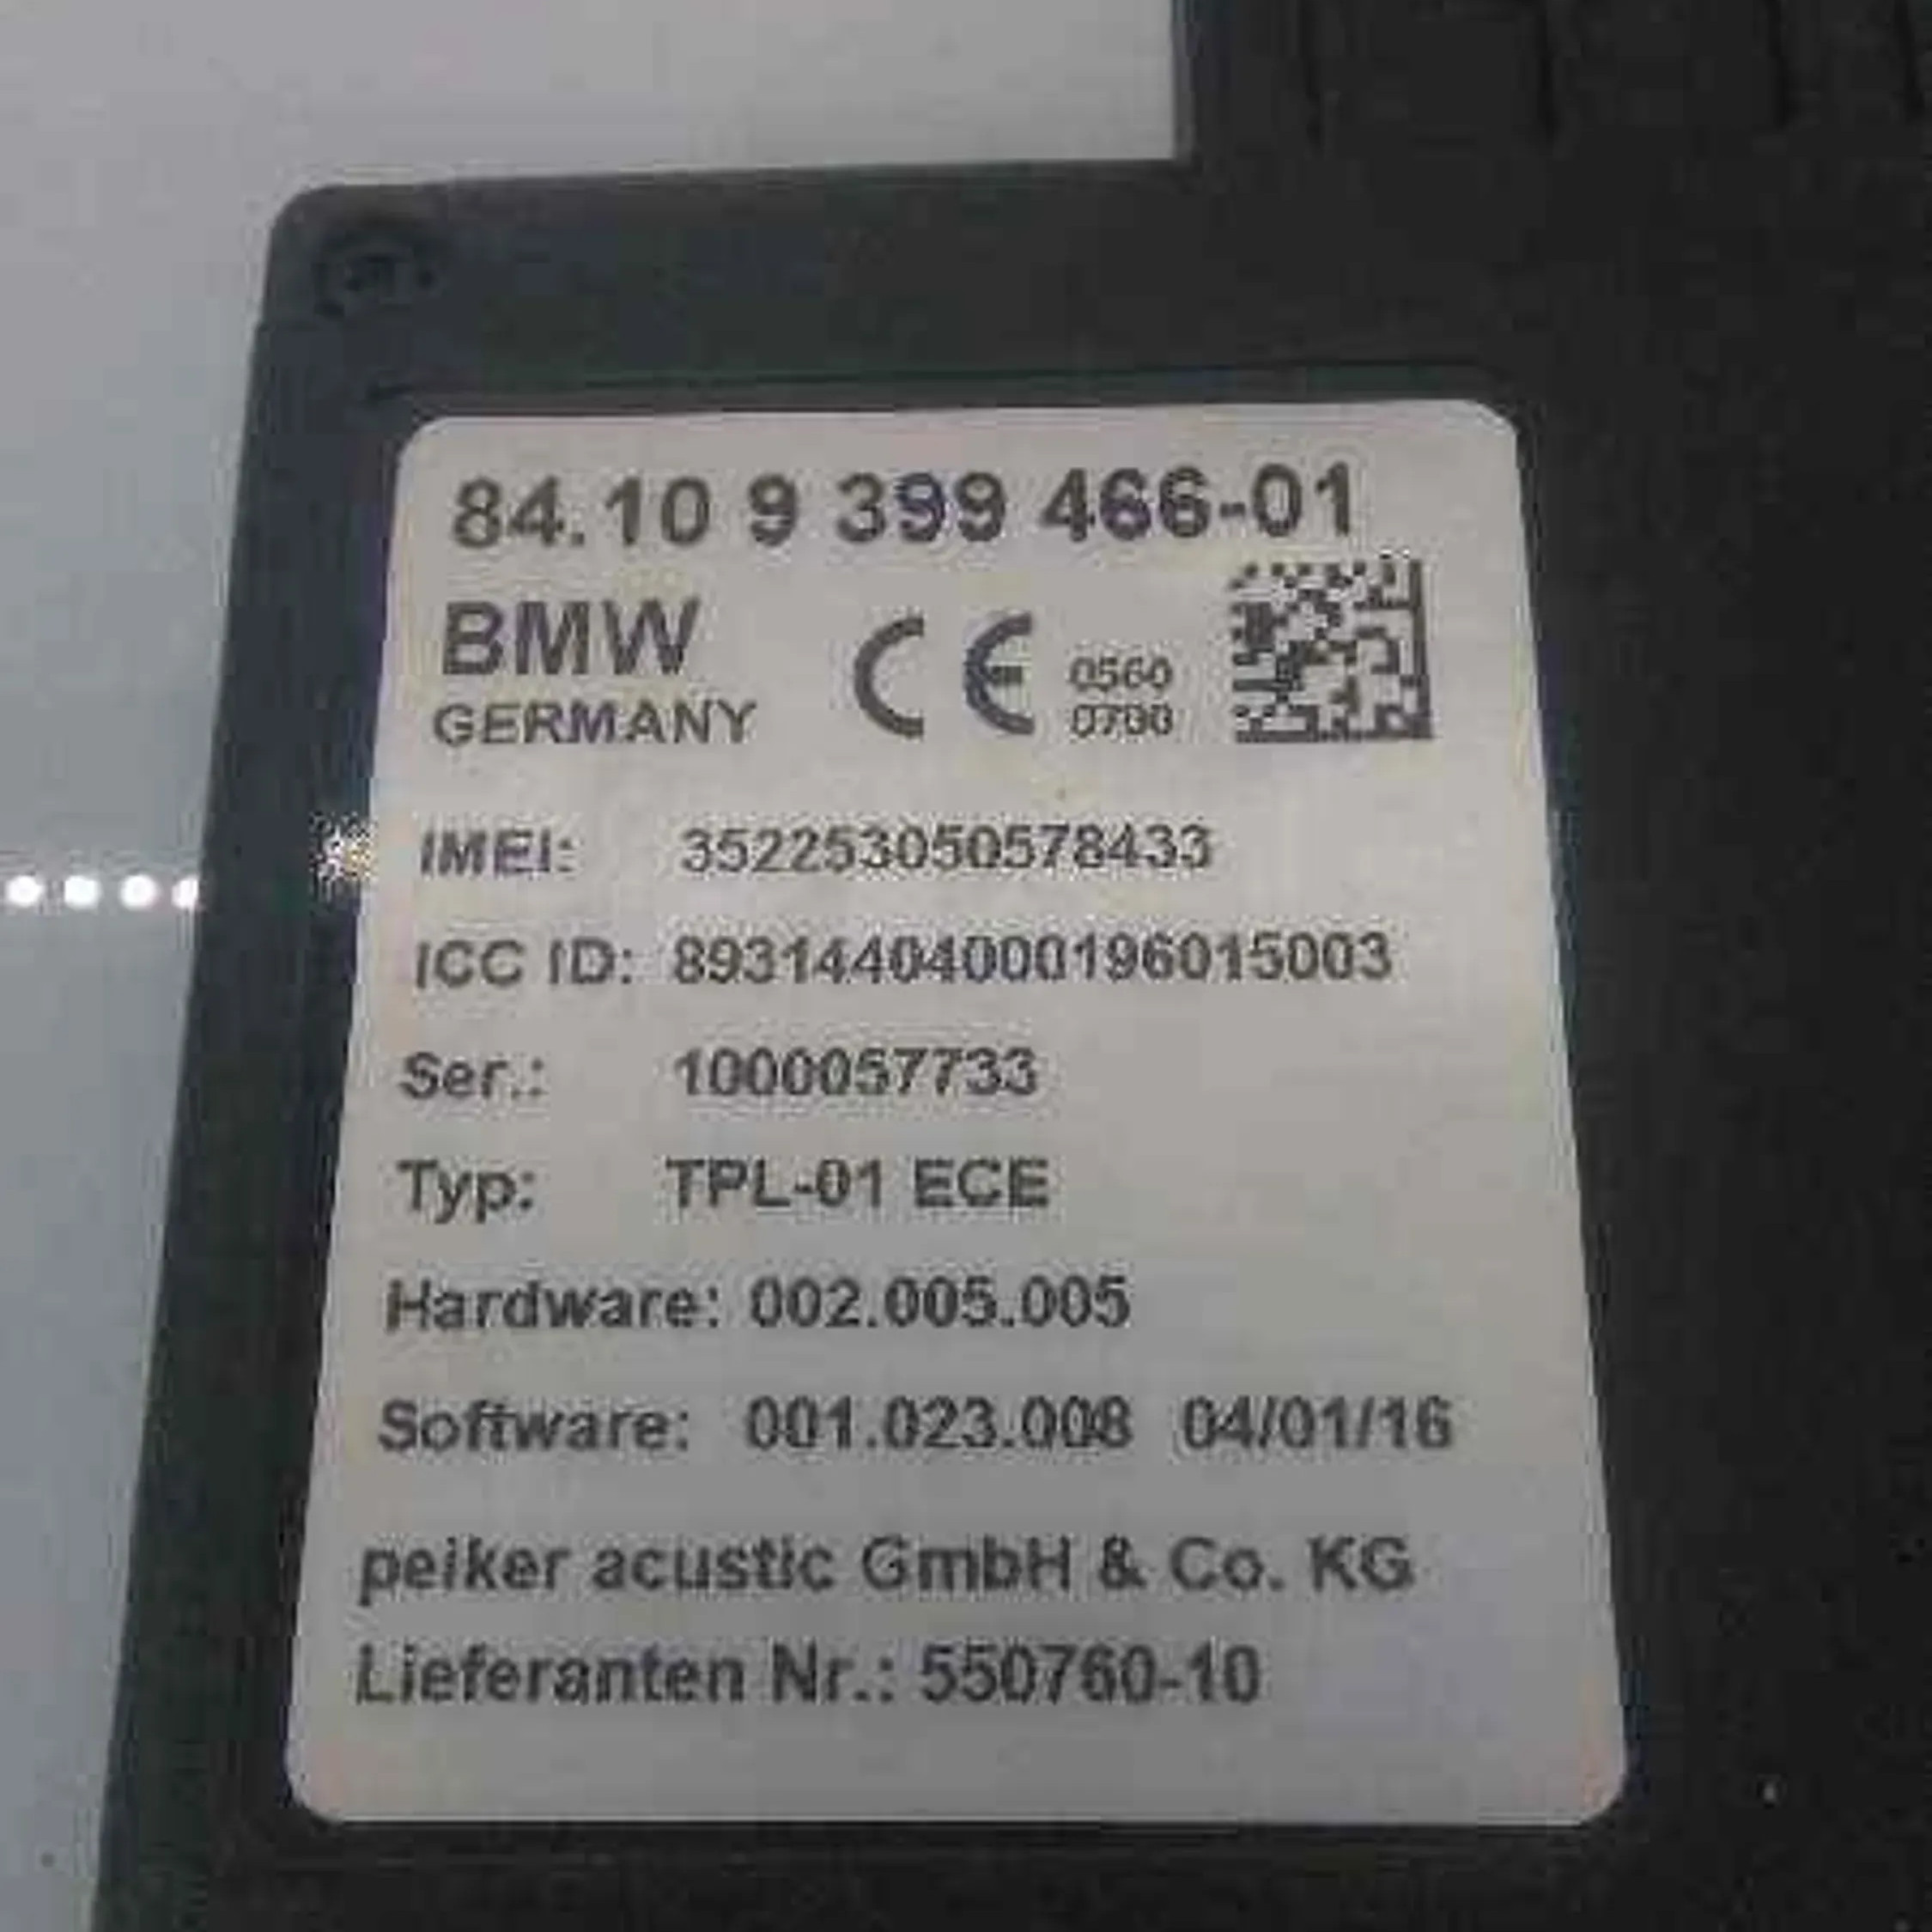 84.10 9 399 466-01
BMW
GERMANY
CE 0560
0700
IMEI: 352253050578433
ICC ID: 8931440404000196015003
Ser.: 1000057733
Typ: TPL-01 ECE
Hardware: 002.005.005
Software: 001.023.008 04/01/16
peiker acustic GmbH & Co. KG
Lieferanten Nr.: 550760-10